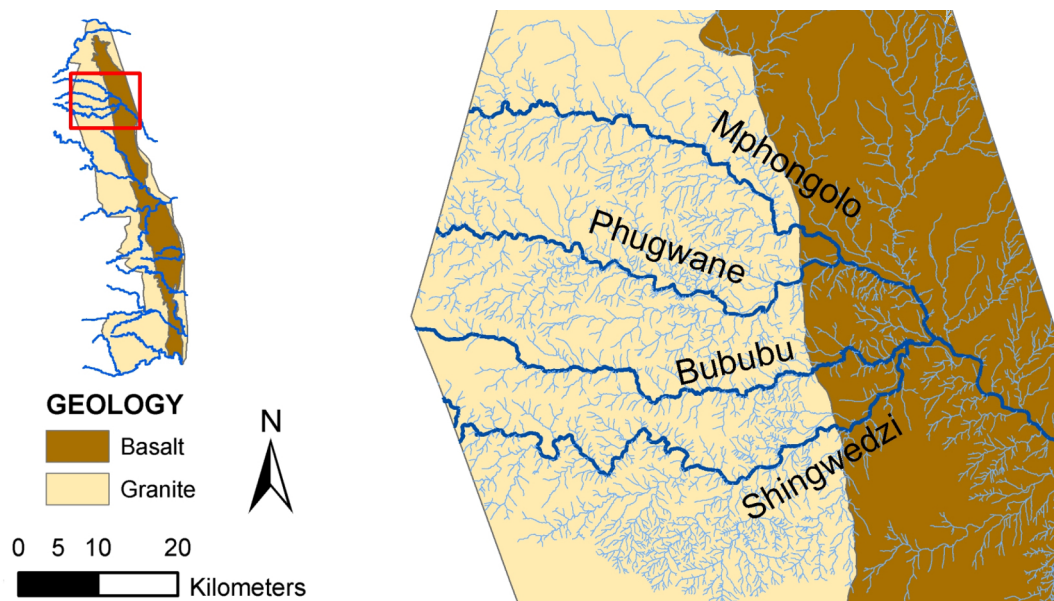 Mphongolo
Phugwane
Bububu
Shingwedzi
GEOLOGY
Basalt
Granite
N
0 5 10 20
Kilometers